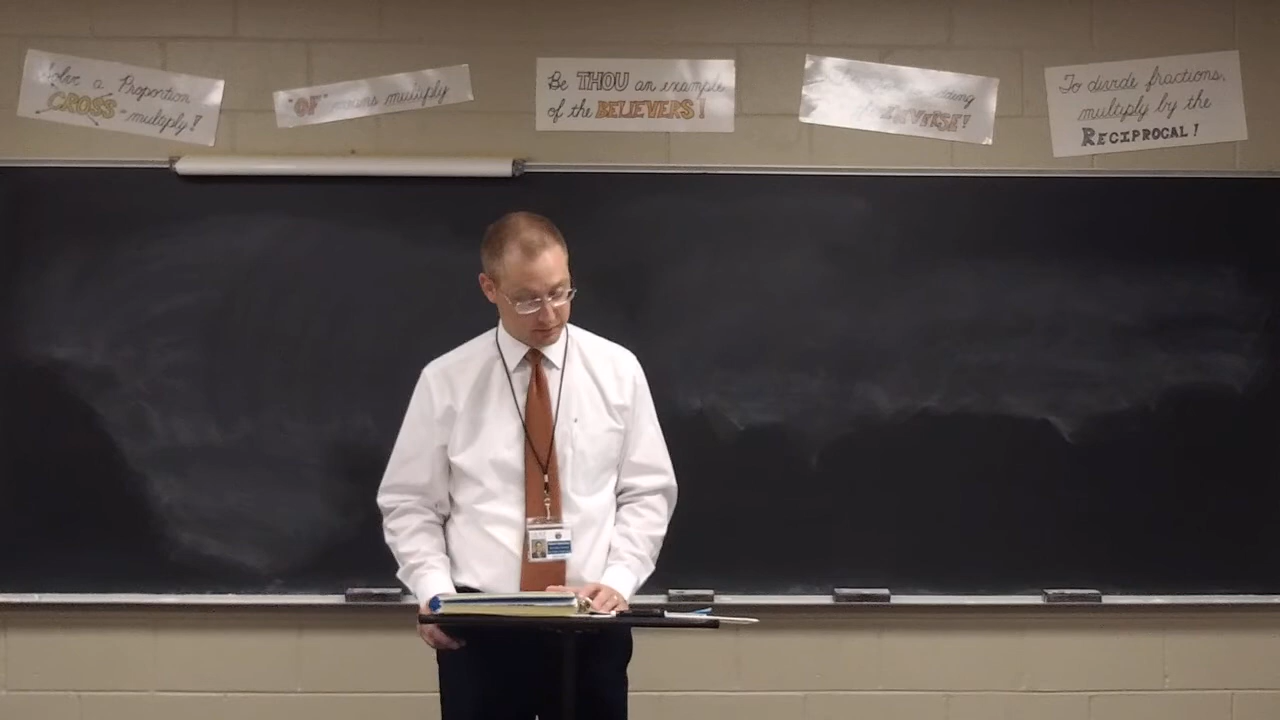 Solve a Proportion
CROSS-multiply!
"OF" means multiply
Be THOU an example
of the BELIEVERS!
INVERSE!
To divide fractions,
multiply by the
RECIPROCAL!